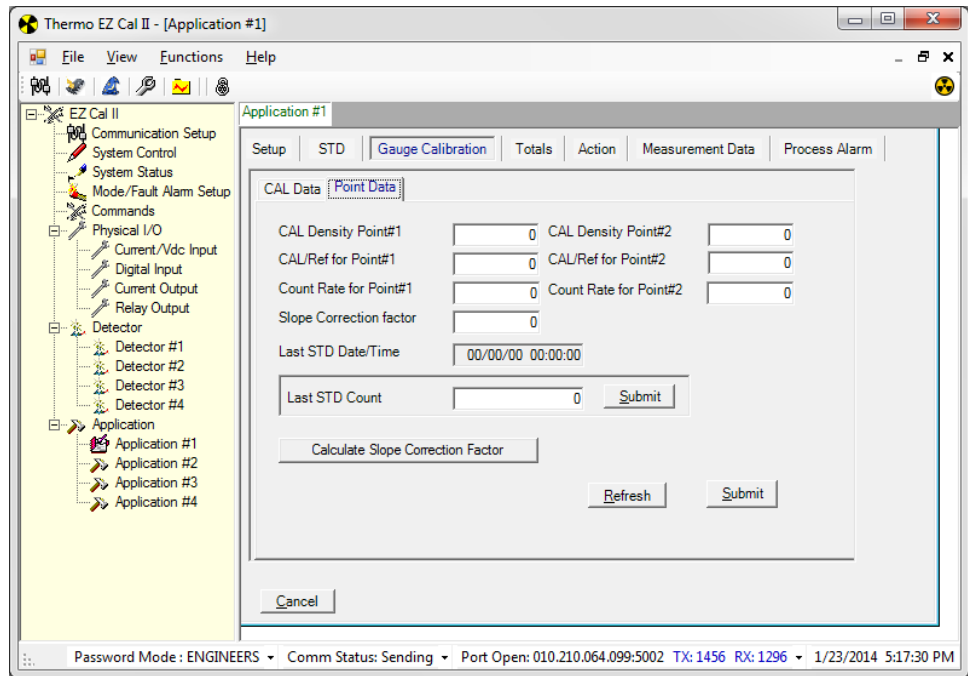 Thermo EZ Cal II - [Application #1]
File View Functions Help
EZ Cal II
Communication Setup
System Control
System Status
Mode/Fault Alarm Setup
Commands
Physical I/O
Current/Vdc Input
Digital Input
Current Output
Relay Output
Detector
Detector #1
Detector #2
Detector #3
Detector #4
Application
Application #1
Application #2
Application #3
Application #4
Application #1
Setup STD Gauge Calibration Totals Action Measurement Data Process Alarm
CAL Data Point Data
CAL Density Point#1 0 CAL Density Point#2 0
CAL/Ref for Point#1 0 CAL/Ref for Point#2 0
Count Rate for Point#1 0 Count Rate for Point#2 0
Slope Correction factor 0
Last STD Date/Time 00/00/00 00:00:00
Last STD Count 0 Submit
Calculate Slope Correction Factor
Refresh Submit
Cancel
Password Mode : ENGINEERS Comm Status: Sending Port Open: 010.210.064.099:5002 TX: 1456 RX: 1296 1/23/2014 5:17:30 PM